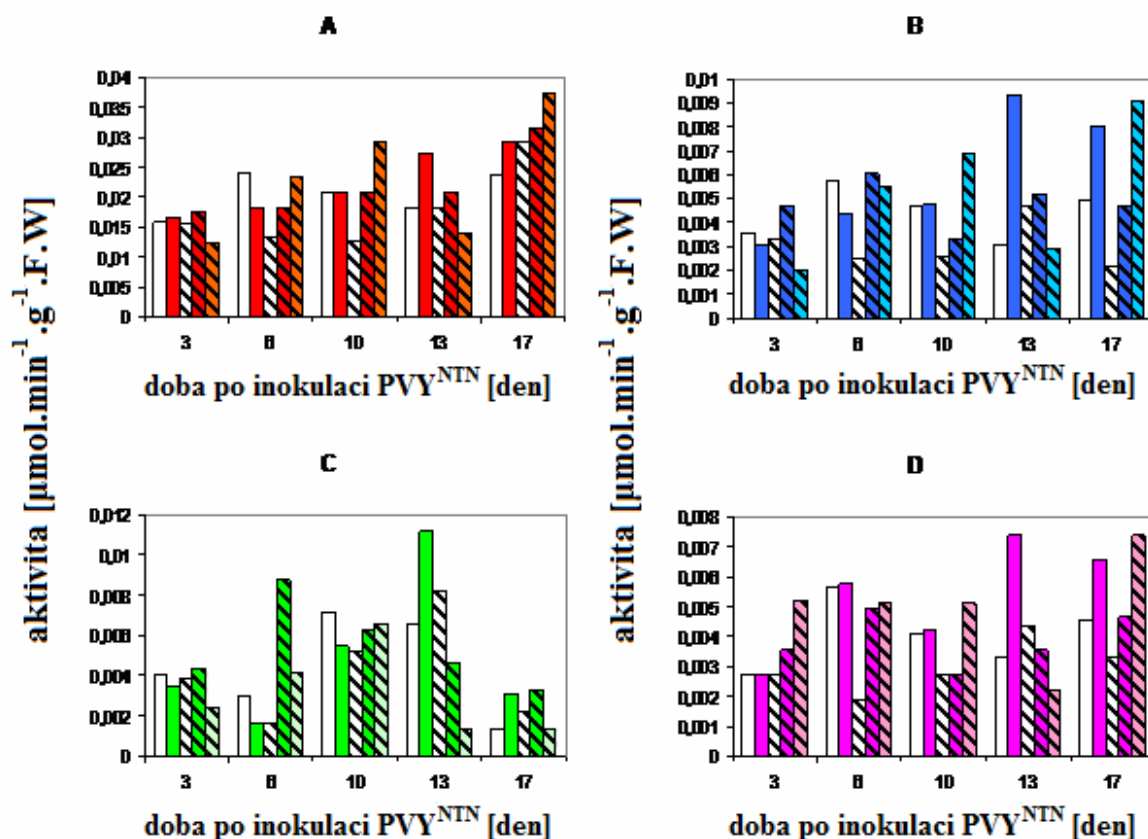 A
0,04
0,035
0,03
0,025
0,02
0,015
0,01
0,005
0
3 10 13 17
doba po inokulaci PVY^NTN [den]
B
0,01
0,009
0,008
0,007
0,006
0,005
0,004
0,003
0,002
0,001
0
3 10 13 17
doba po inokulaci PVY^NTN [den]
C
0,012
0,01
0,008
0,006
0,004
0,002
0
3 10 13 17
doba po inokulaci PVY^NTN [den]
D
0,008
0,007
0,006
0,005
0,004
0,003
0,002
0,001
0
3 10 13 17
doba po inokulaci PVY^NTN [den]
aktivita [µmol.min⁻¹.g⁻¹.F.W]
aktivita [µmol.min⁻¹.g⁻¹.F.W]